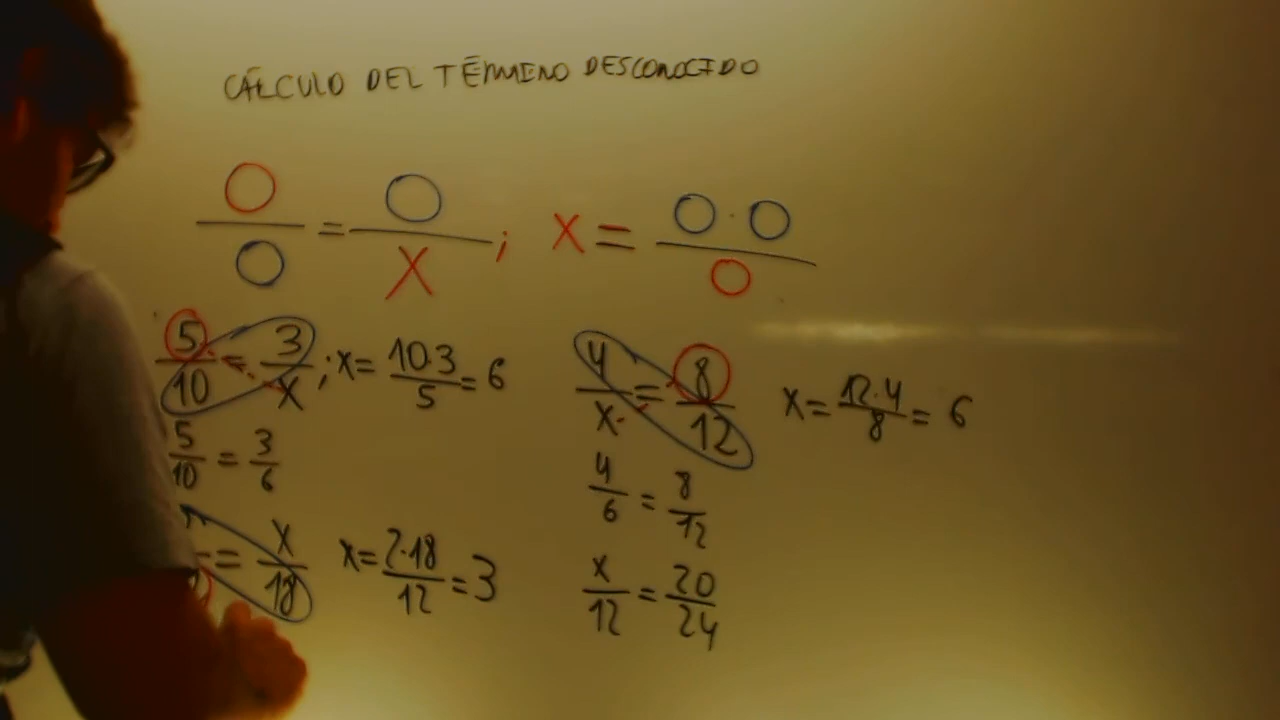 CÁLCULO DEL TÉRMINO DESCONOCIDO
O/O = O/X ; X = O · O/O
5/10 = 3/X ; X = 10·3/5 = 6
4/X = 8/12 X = 12·4/8 = 6
5/10 = 3/6
4/6 = 8/12
= X/18 X = 2·18/12 = 3
X/12 = 20/24